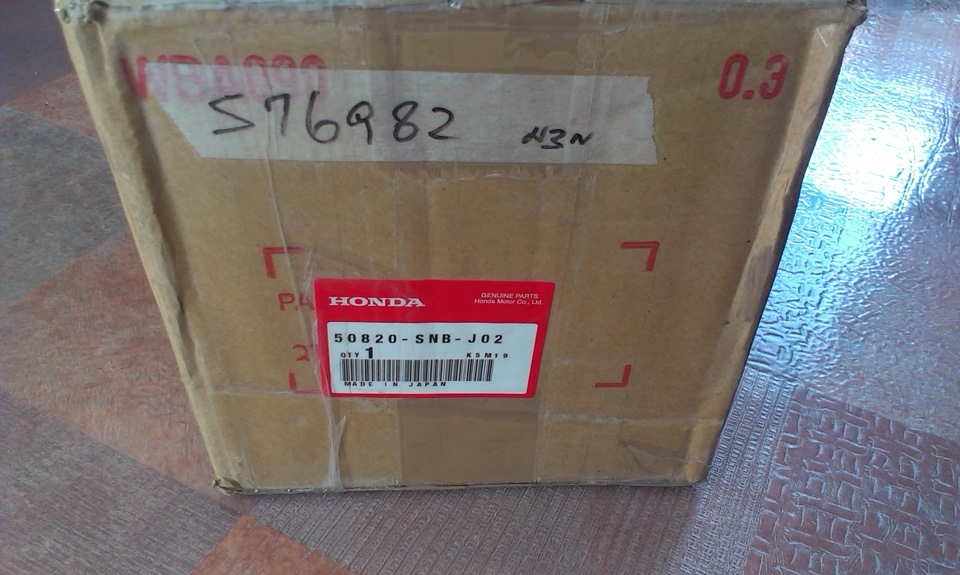 0.3
576982 N3N
HONDA
GENUINE PARTS
Honda Motor Co., Ltd.
50820-SNB-J02
QTY 1 K5M19
MADE IN JAPAN